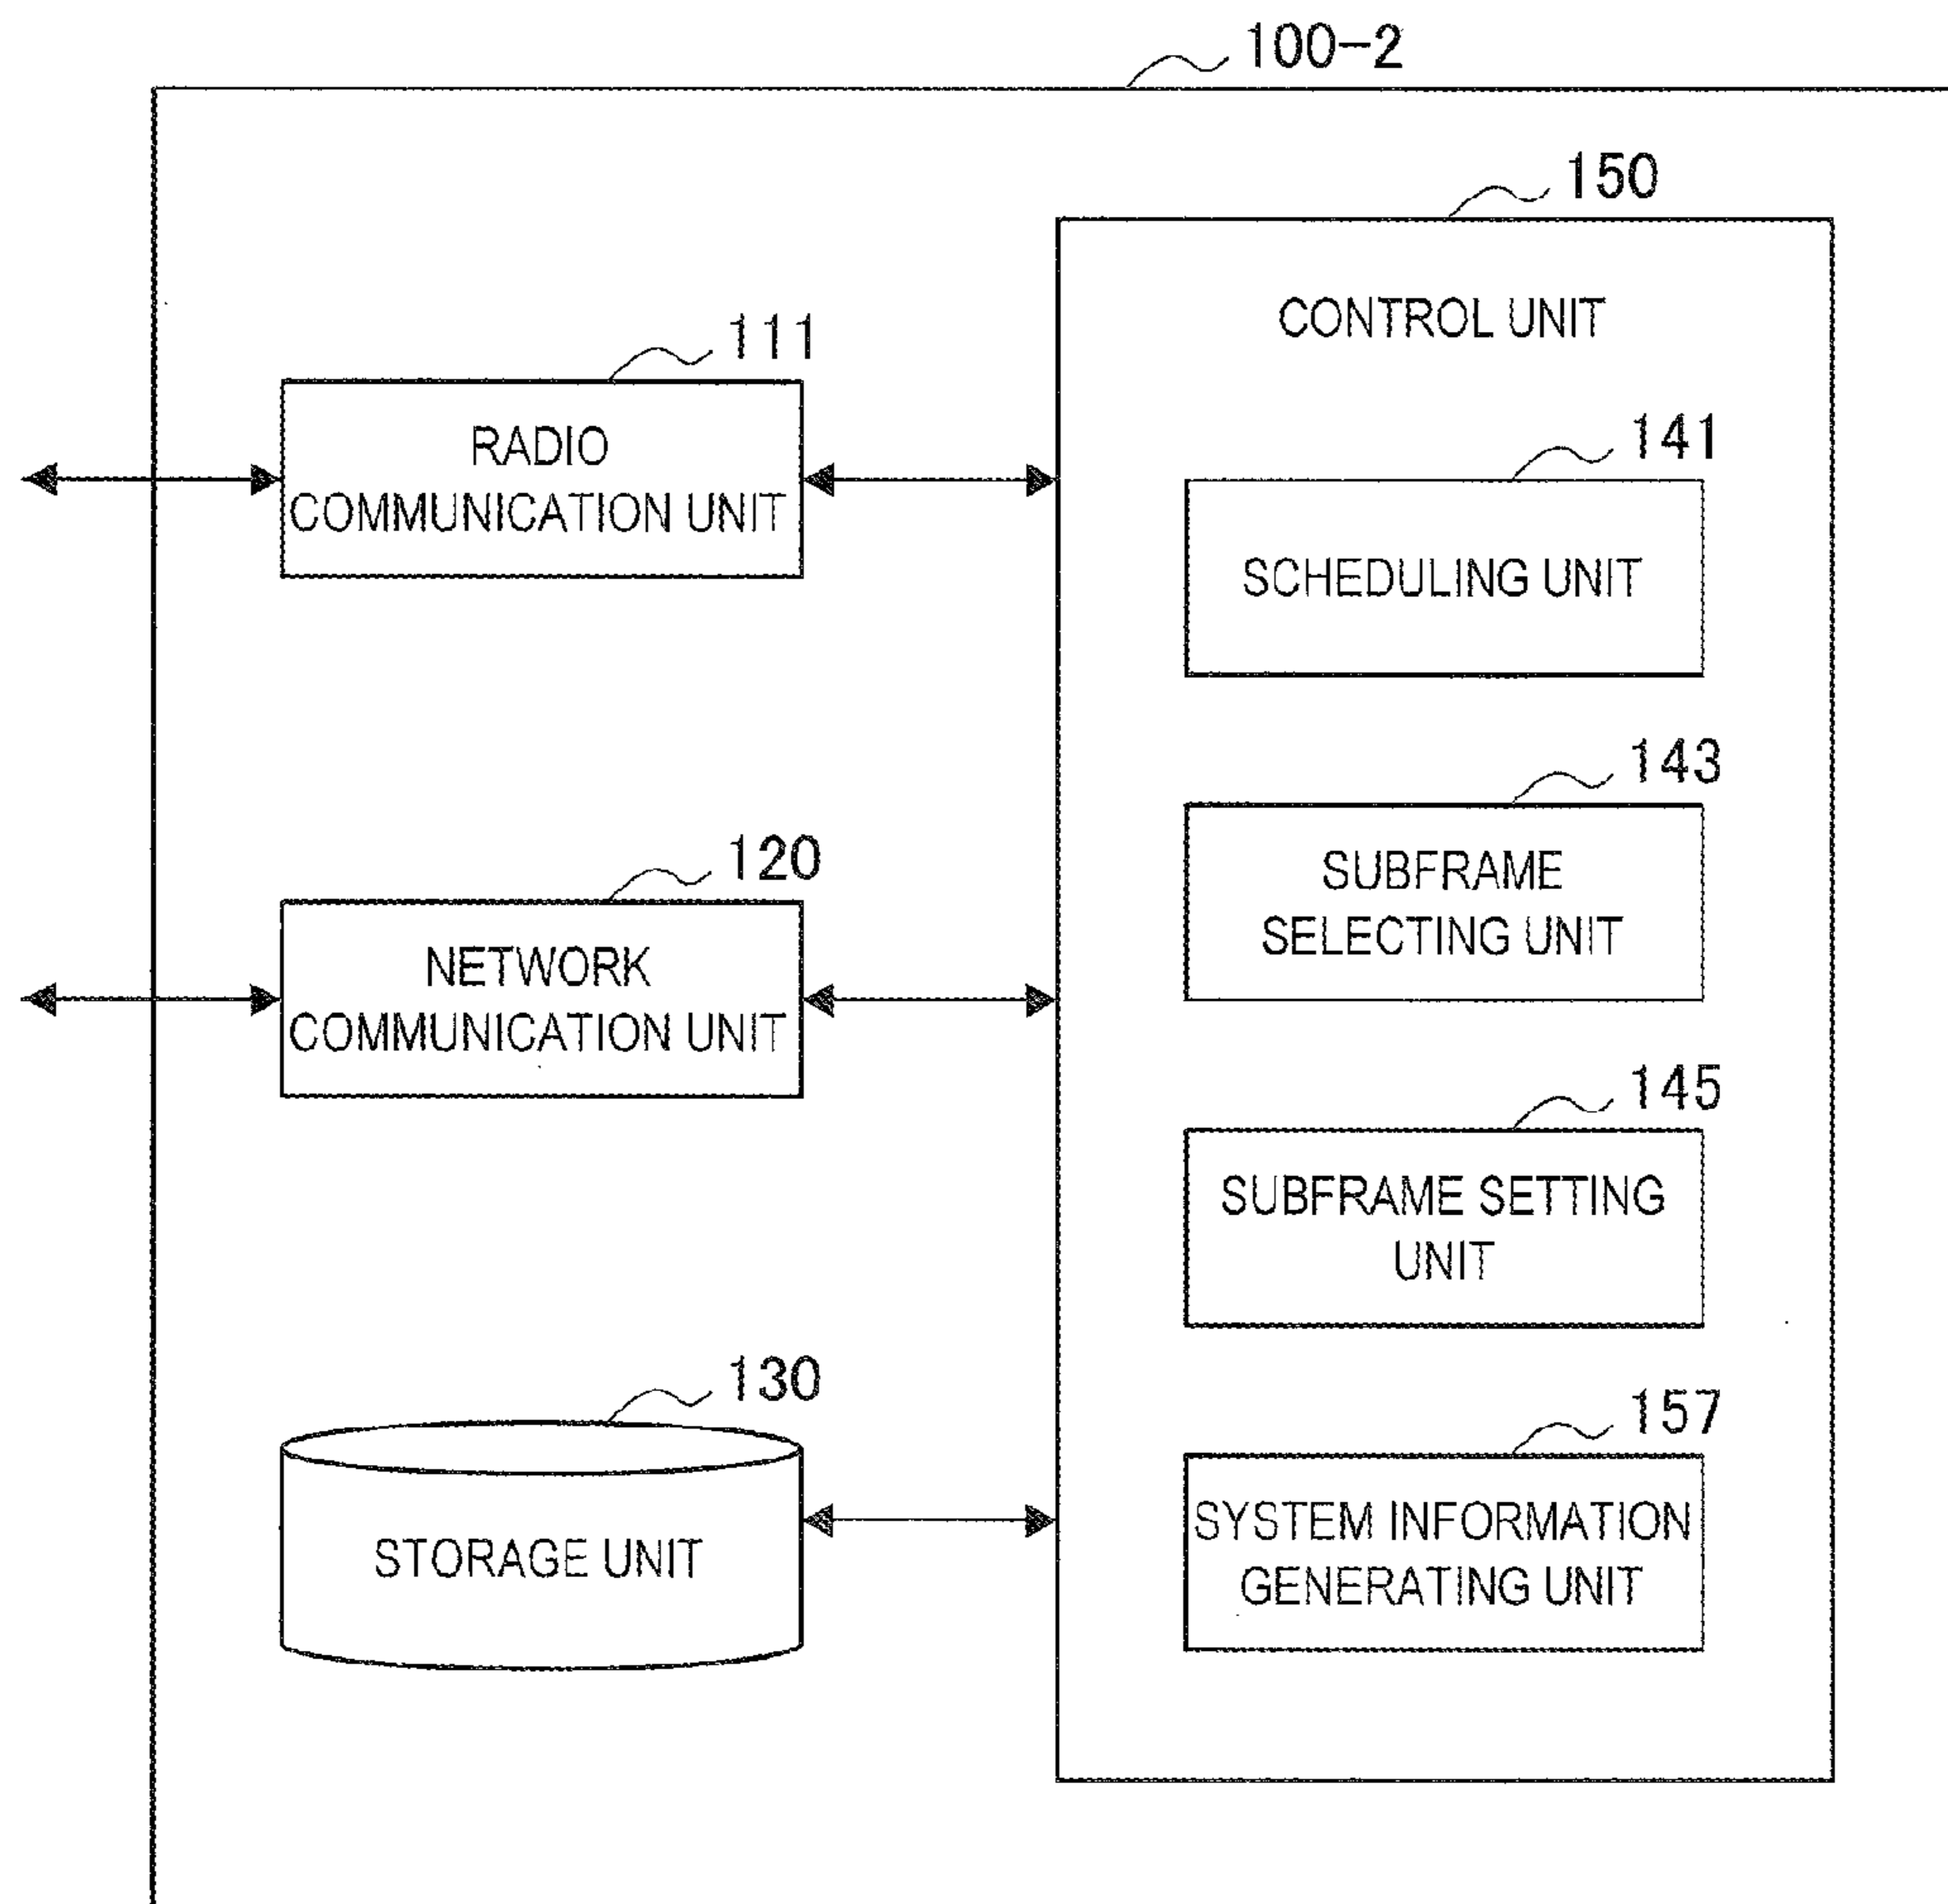 100-2
150
CONTROL UNIT
111
RADIO
COMMUNICATION UNIT
141
SCHEDULING UNIT
143
SUBFRAME
SELECTING UNIT
120
NETWORK
COMMUNICATION UNIT
145
SUBFRAME SETTING
UNIT
130
STORAGE UNIT
157
SYSTEM INFORMATION
GENERATING UNIT